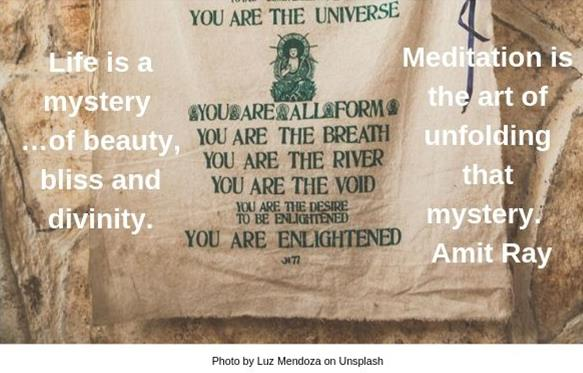 YOU ARE THE UNIVERSE
YOU ARE ALL FORM
YOU ARE THE BREATH
YOU ARE THE RIVER
YOU ARE THE VOID
YOU ARE THE DESIRE
TO BE ENLIGHTENED
YOU ARE ENLIGHTENED
Life is a
mystery
...of beauty,
bliss and
divinity.
Meditation is
the art of
unfolding
that
mystery.
Amit Ray
Photo by Luz Mendoza on Unsplash